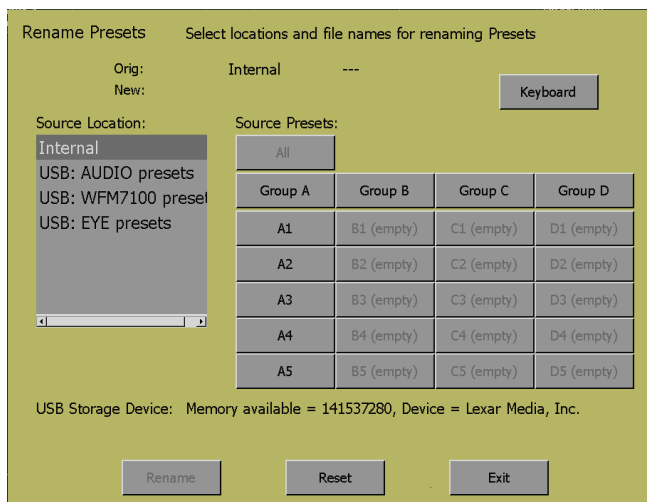 Rename Presets Select locations and file names for renaming Presets
Orig: Internal ---
New:
Keyboard
Source Location: Source Presets:
Internal
USB: AUDIO presets
USB: WFM7100 preset
USB: EYE presets
All
Group A Group B Group C Group D
A1 B1 (empty) C1 (empty) D1 (empty)
A2 B2 (empty) C2 (empty) D2 (empty)
A3 B3 (empty) C3 (empty) D3 (empty)
A4 B4 (empty) C4 (empty) D4 (empty)
A5 B5 (empty) C5 (empty) D5 (empty)
USB Storage Device: Memory available = 141537280, Device = Lexar Media, Inc.
Rename Reset Exit